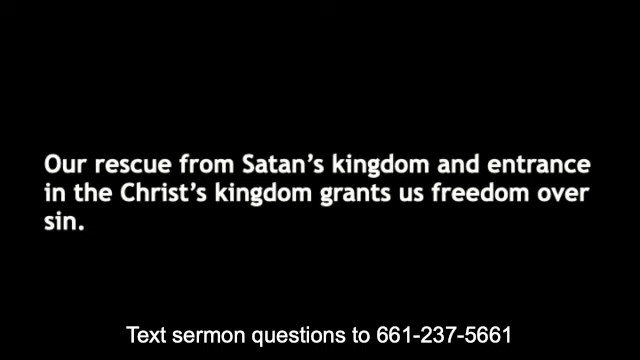 Our rescue from Satan’s kingdom and entrance
in the Christ’s kingdom grants us freedom over
sin.
Text sermon questions to 661-237-5661